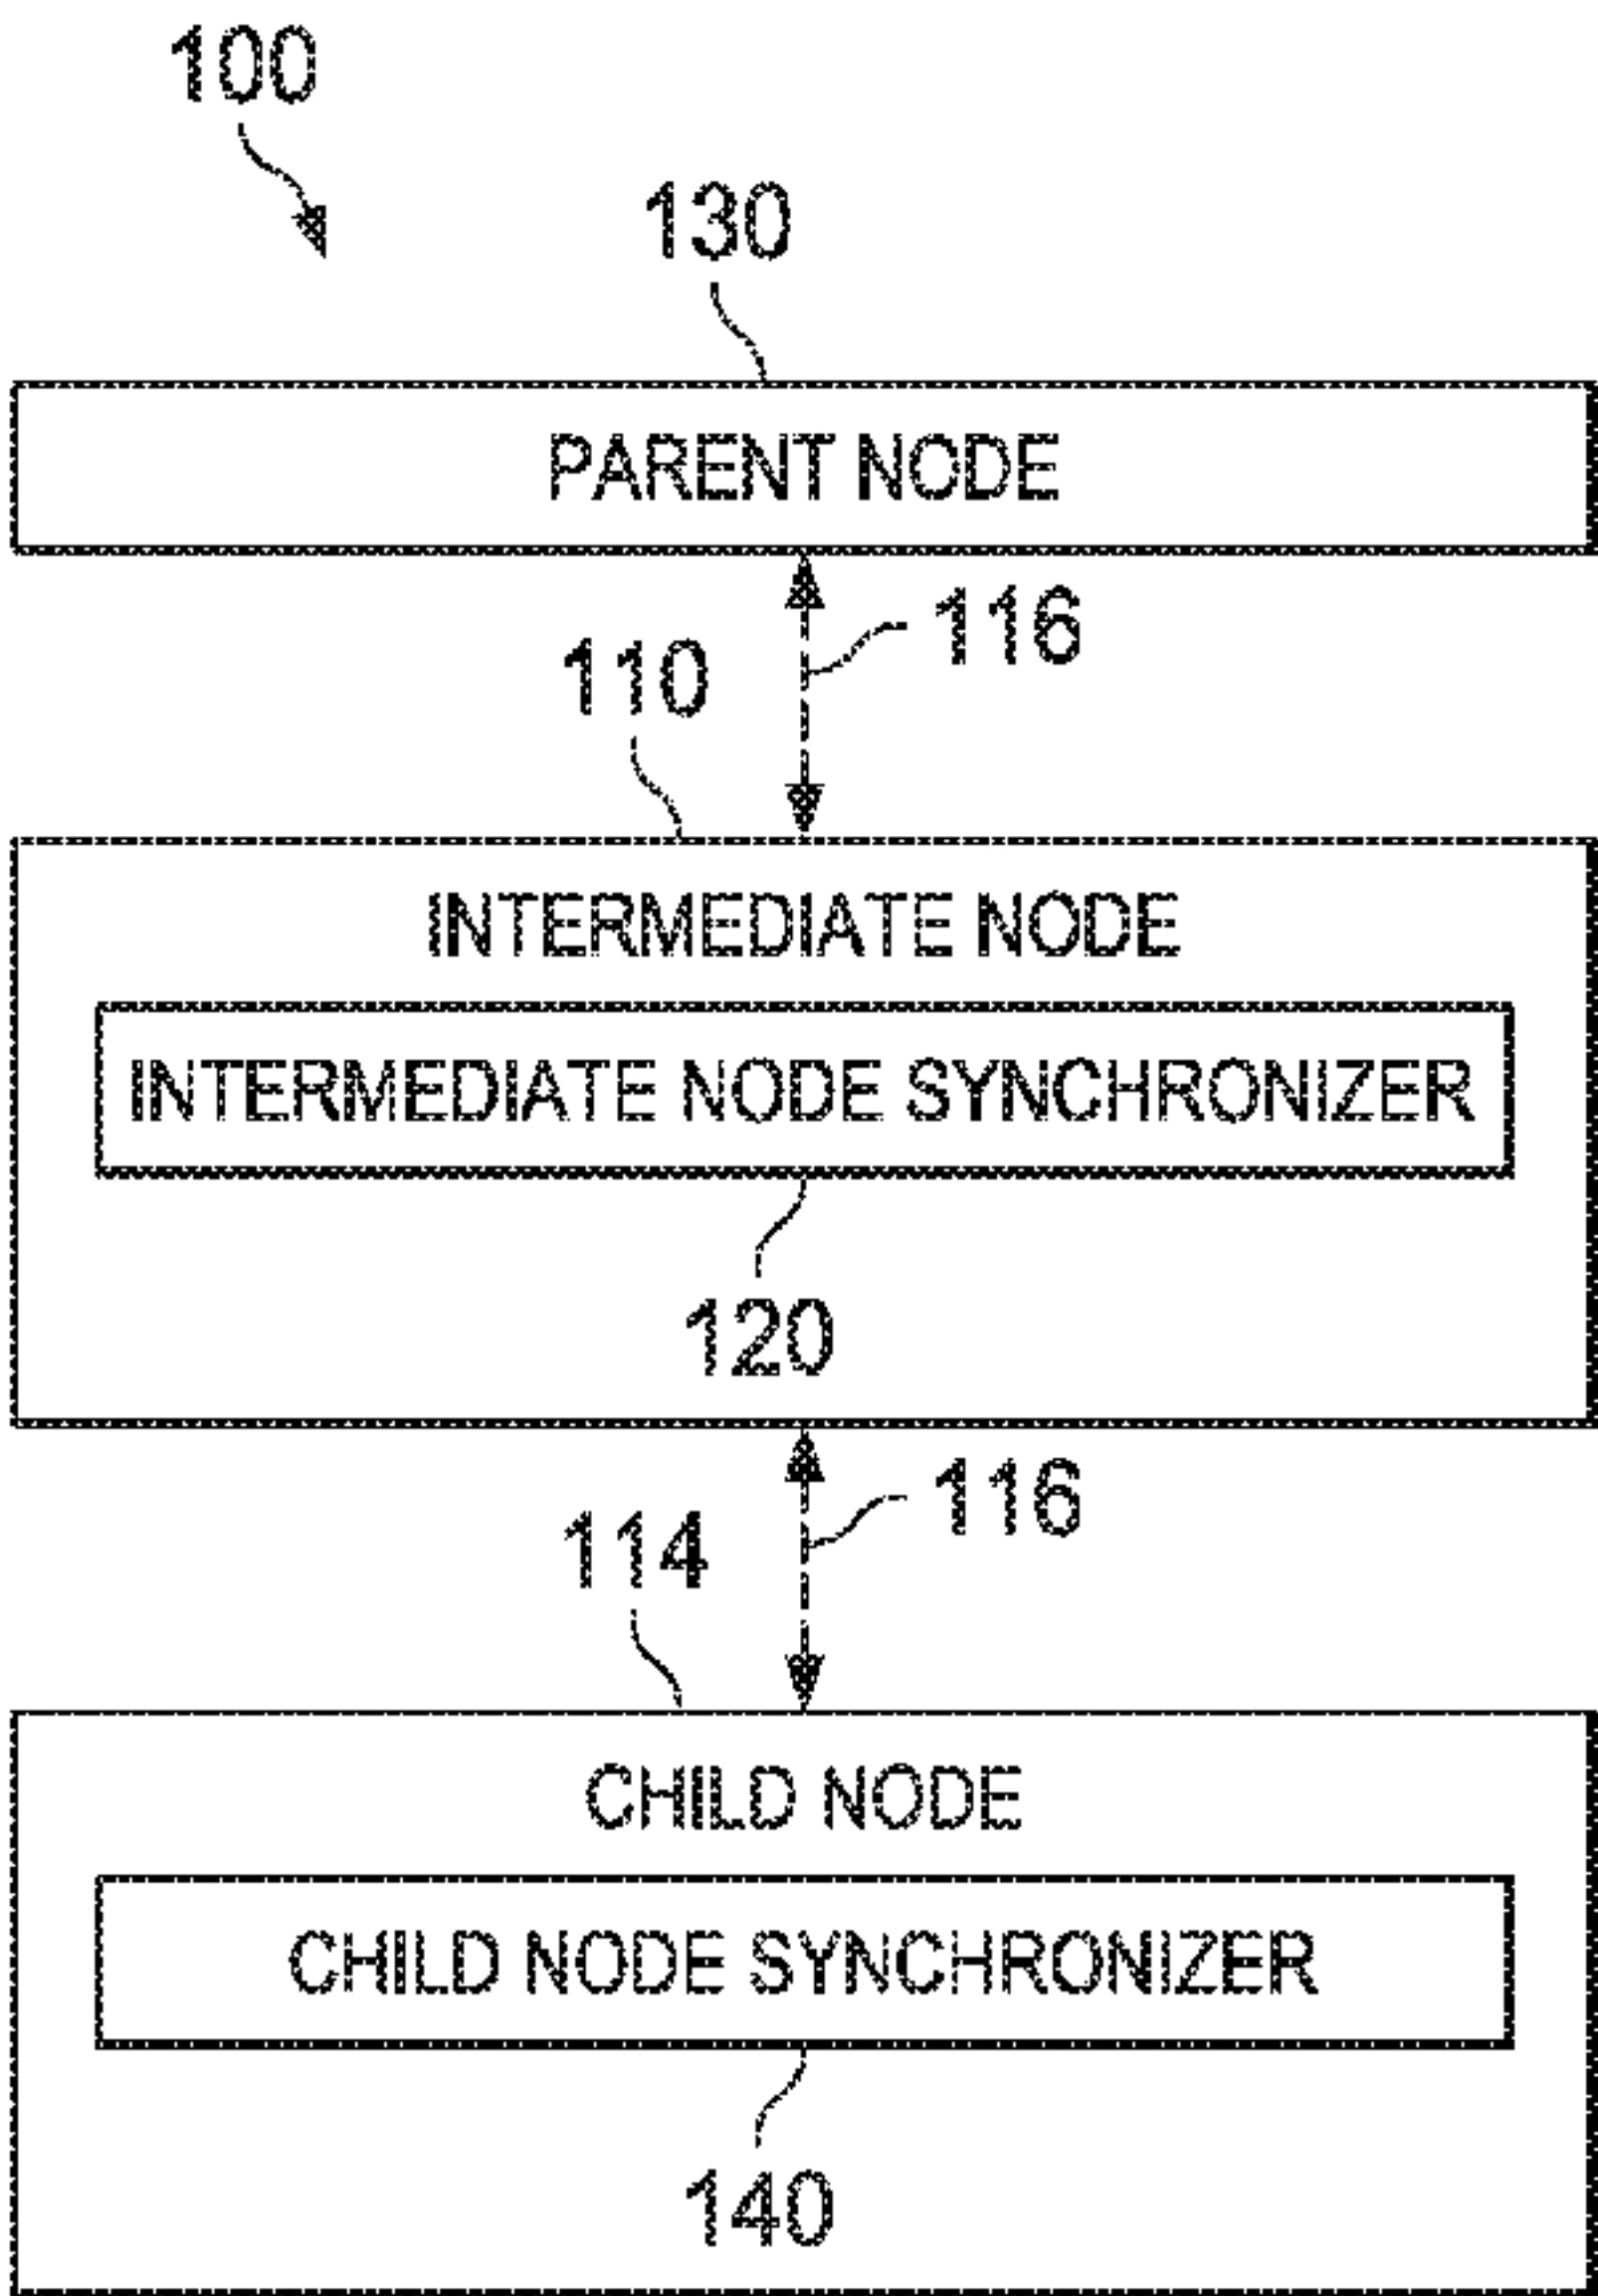 100
130
PARENT NODE
116
110
INTERMEDIATE NODE
INTERMEDIATE NODE SYNCHRONIZER
120
116
114
CHILD NODE
CHILD NODE SYNCHRONIZER
140